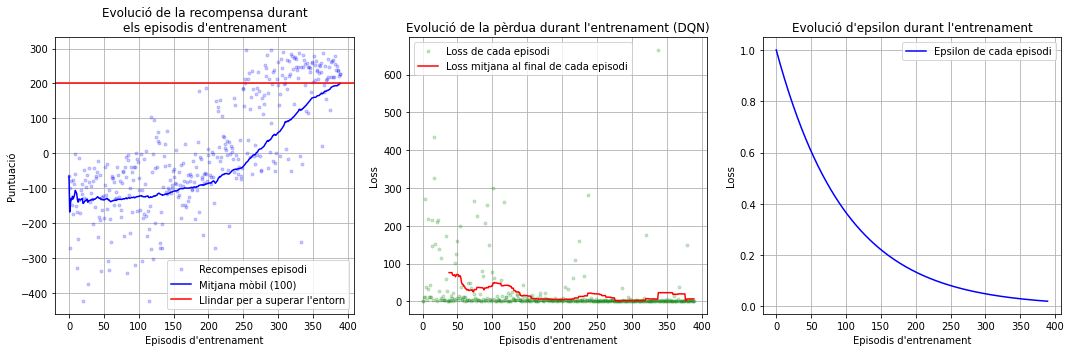 Evolució de la recompensa durant
els episodis d'entrenament
300
200
100
0
−100
−200
−300
−400
Puntuació
Recompenses episodi
Mitjana mòbil (100)
Llindar per a superar l'entorn
0 50 100 150 200 250 300 350 400
Episodis d'entrenament
Evolució de la pèrdua durant l'entrenament (DQN)
Loss de cada episodi
Loss mitjana al final de cada episodi
600
500
400
300
200
100
0
Loss
0 50 100 150 200 250 300 350 400
Episodis d'entrenament
Evolució d'epsilon durant l'entrenament
Epsilon de cada episodi
1.0
0.8
0.6
0.4
0.2
0.0
Loss
0 50 100 150 200 250 300 350 400
Episodis d'entrenament